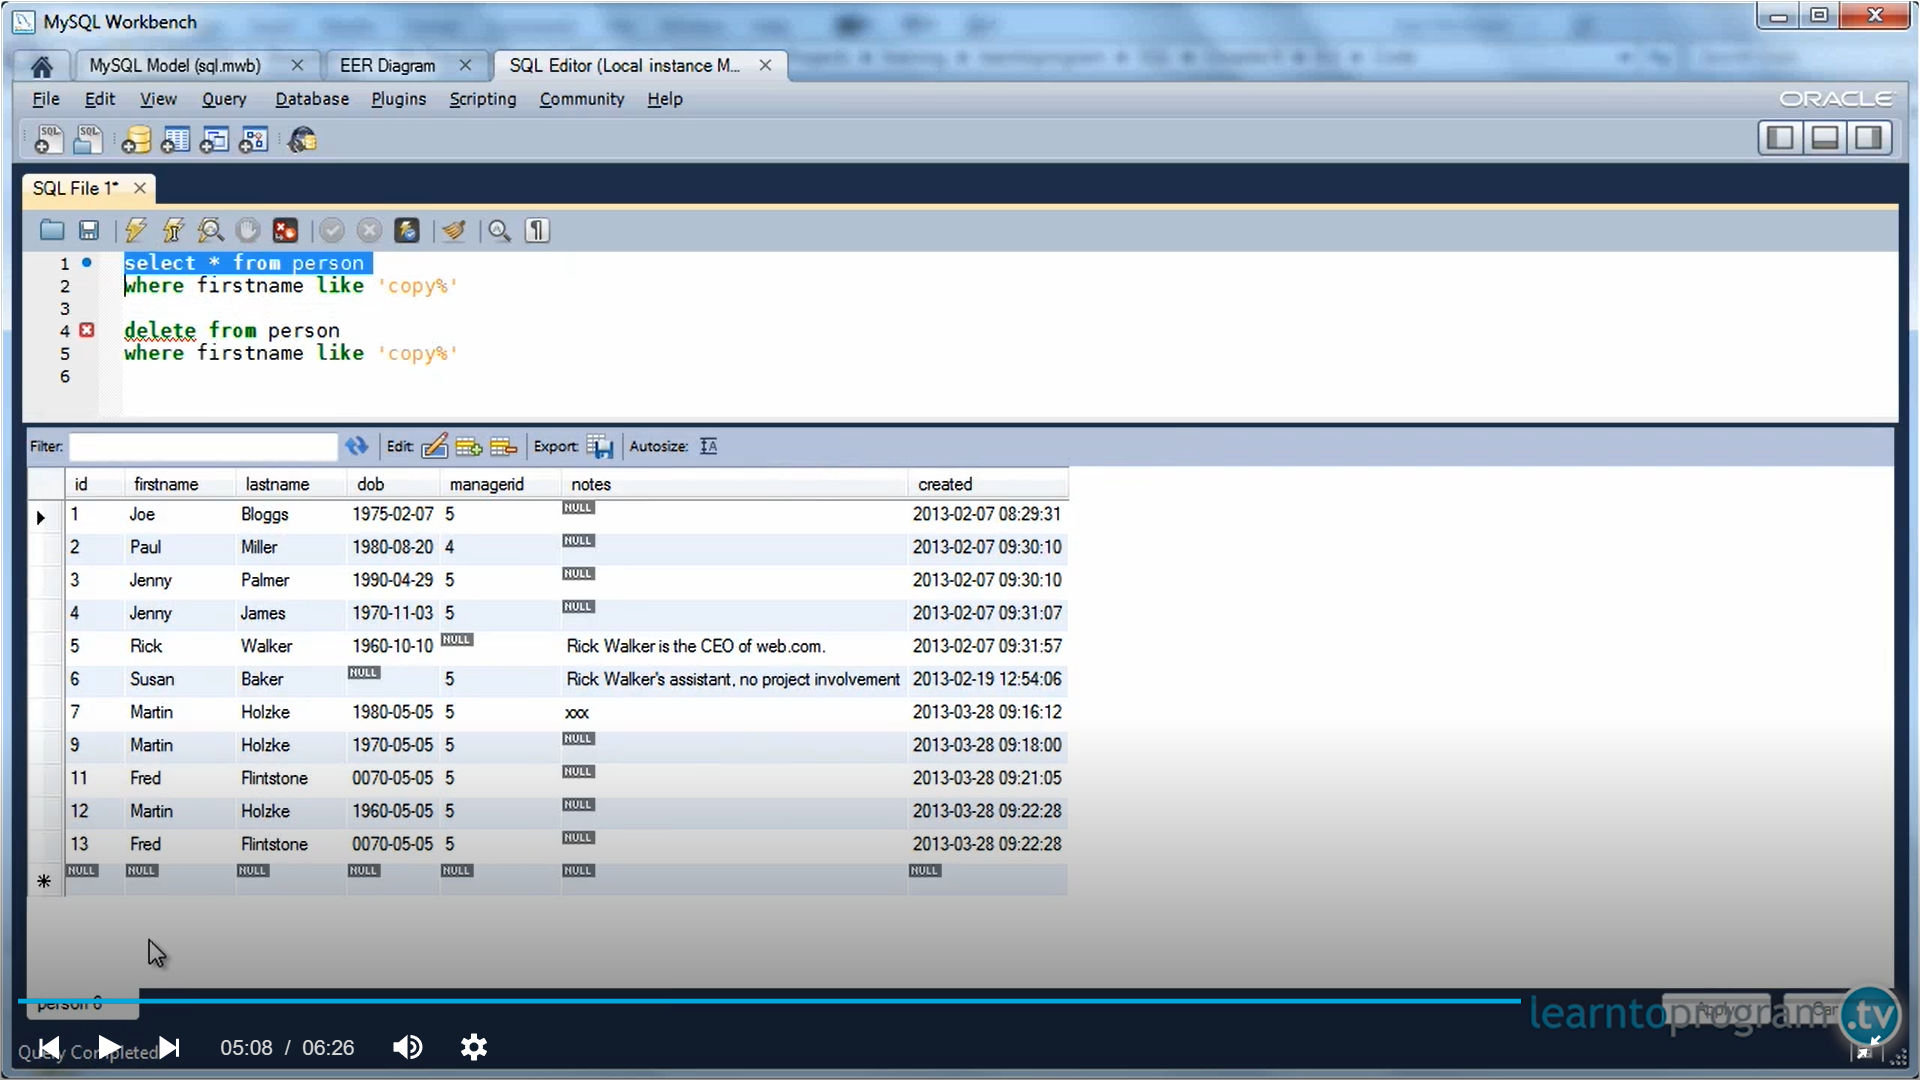 MySQL Workbench
MySQL Model (sql.mwb) EER Diagram SQL Editor (Local instance M...
File Edit View Query Database Plugins Scripting Community Help ORACLE
SQL File 1*
1 select * from person
2 where firstname like 'copy%'
3
4 delete from person
5 where firstname like 'copy%'
6
Filter: Edit: Export: Autosize:
id firstname lastname dob managerid notes created
1 Joe Bloggs 1975-02-07 5 NULL 2013-02-07 08:29:31
2 Paul Miller 1980-08-20 4 NULL 2013-02-07 09:30:10
3 Jenny Palmer 1990-04-29 5 NULL 2013-02-07 09:30:10
4 Jenny James 1970-11-03 5 NULL 2013-02-07 09:31:07
5 Rick Walker 1960-10-10 NULL Rick Walker is the CEO of web.com. 2013-02-07 09:31:57
6 Susan Baker NULL 5 Rick Walker's assistant, no project involvement 2013-02-19 12:54:06
7 Martin Holzke 1980-05-05 5 xxx 2013-03-28 09:16:12
9 Martin Holzke 1970-05-05 5 NULL 2013-03-28 09:18:00
11 Fred Flintstone 0070-05-05 5 NULL 2013-03-28 09:21:05
12 Martin Holzke 1960-05-05 5 NULL 2013-03-28 09:22:28
13 Fred Flintstone 0070-05-05 5 NULL 2013-03-28 09:22:28
NULL NULL NULL NULL NULL NULL NULL
person 6 Apply
learntoprogram.tv
Query Completed 05:08 / 06:26